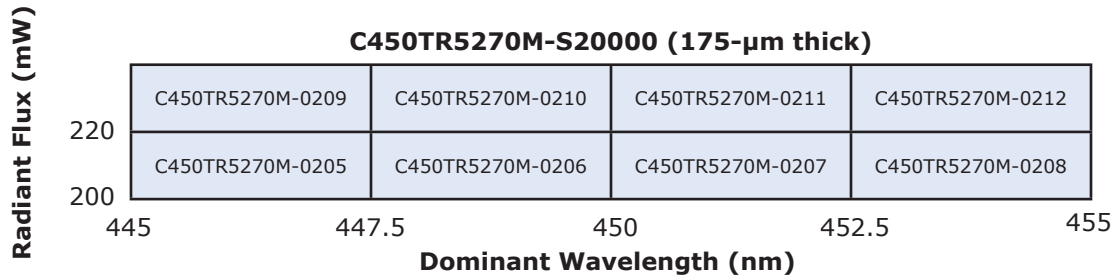 C450TR5270M-S20000 (175-μm thick)
Radiant Flux (mW)
C450TR5270M-0209 C450TR5270M-0210 C450TR5270M-0211 C450TR5270M-0212
220
C450TR5270M-0205 C450TR5270M-0206 C450TR5270M-0207 C450TR5270M-0208
200
445 447.5 450 452.5 455
Dominant Wavelength (nm)